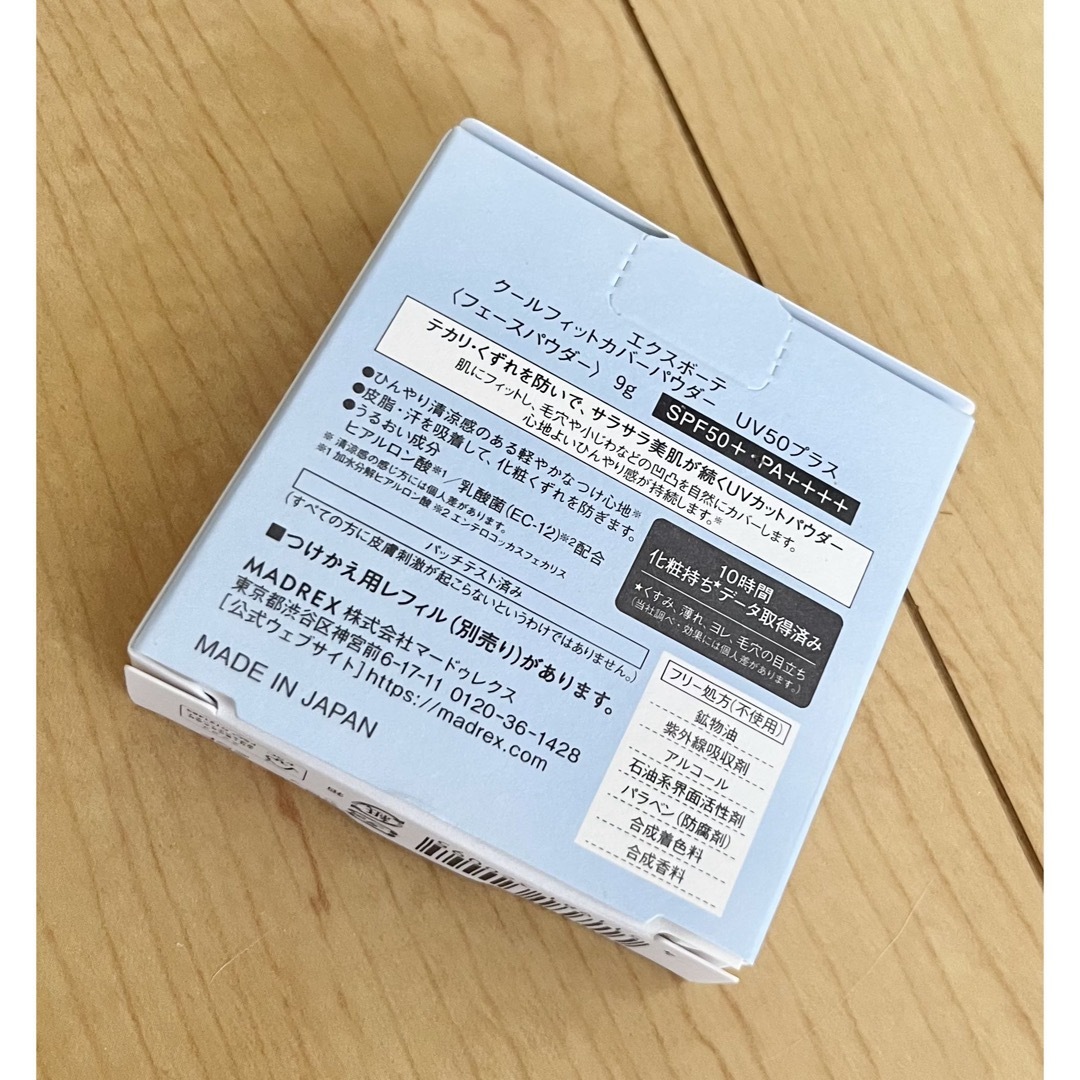 エクスボーテ
クールフィットカバーパウダー UV50プラス
〈フェースパウダー〉 9g
SPF50+・PA++++
テカリ・くずれを防いで、サラサラ美肌が続くUVカットパウダー
肌にフィットし、毛穴や小じわなどの凹凸を自然にカバーします。
心地よいひんやり感が持続します。※
●ひんやり清涼感のある軽やかなつけ心地※
●皮脂・汗を吸着して、化粧くずれを防ぎます。
●うるおい成分
ヒアルロン酸※1/乳酸菌(EC-12)※2配合
※ 清涼感の感じ方には個人差があります。
※1 加水分解ヒアルロン酸 ※2 エンテロコッカスフェカリス
10時間
化粧持ち★データ取得済み
★くすみ、薄れ、ヨレ、毛穴の目立ち
(当社調べ・効果には個人差があります。)
パッチテスト済み
(すべての方に皮膚刺激が起こらないというわけではありません。)
■つけかえ用レフィル(別売り)があります。
MADREX 株式会社マードゥレクス
東京都渋谷区神宮前6-17-11 0120-36-1428
[公式ウェブサイト]https://madrex.com
MADE IN JAPAN
フリー処方(不使用)
鉱物油
紫外線吸収剤
アルコール
石油系界面活性剤
パラベン(防腐剤)
合成着色料
合成香料